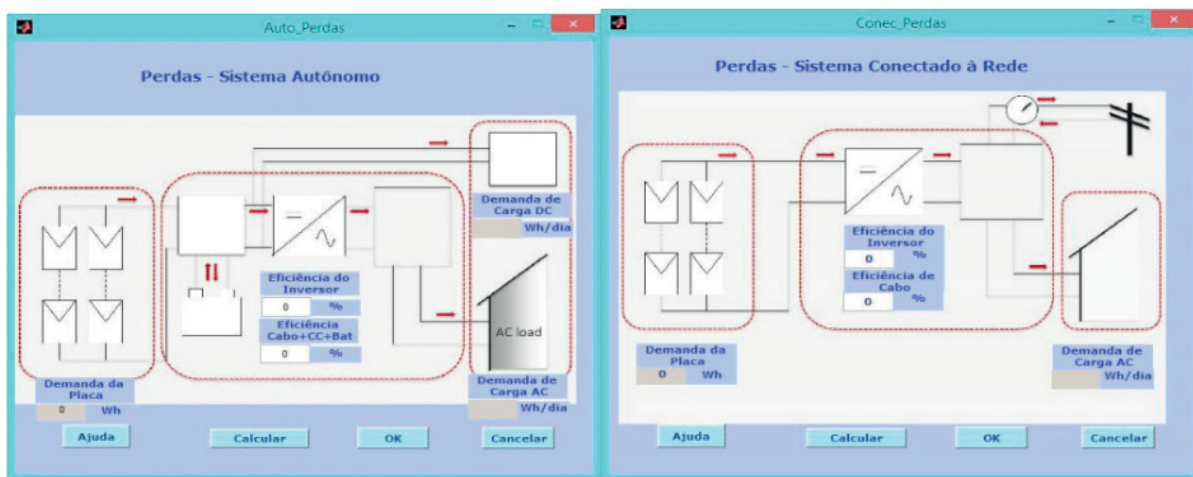 Auto_Perdas
Perdas - Sistema Autônomo
Demanda de
Carga DC
Wh/dia
Eficiência do
Inversor
0 %
Eficiência
Cabo+CC+Bat
0 %
AC load
Demanda da
Placa
0 Wh
Demanda de
Carga AC
Wh/dia
Ajuda
Calcular
OK
Cancelar
Conec_Perdas
Perdas - Sistema Conectado à Rede
Eficiência do
Inversor
0 %
Eficiência de
Cabo
0 %
Demanda da
Placa
0 Wh
Demanda de
Carga AC
Wh/dia
Ajuda
Calcular
OK
Cancelar